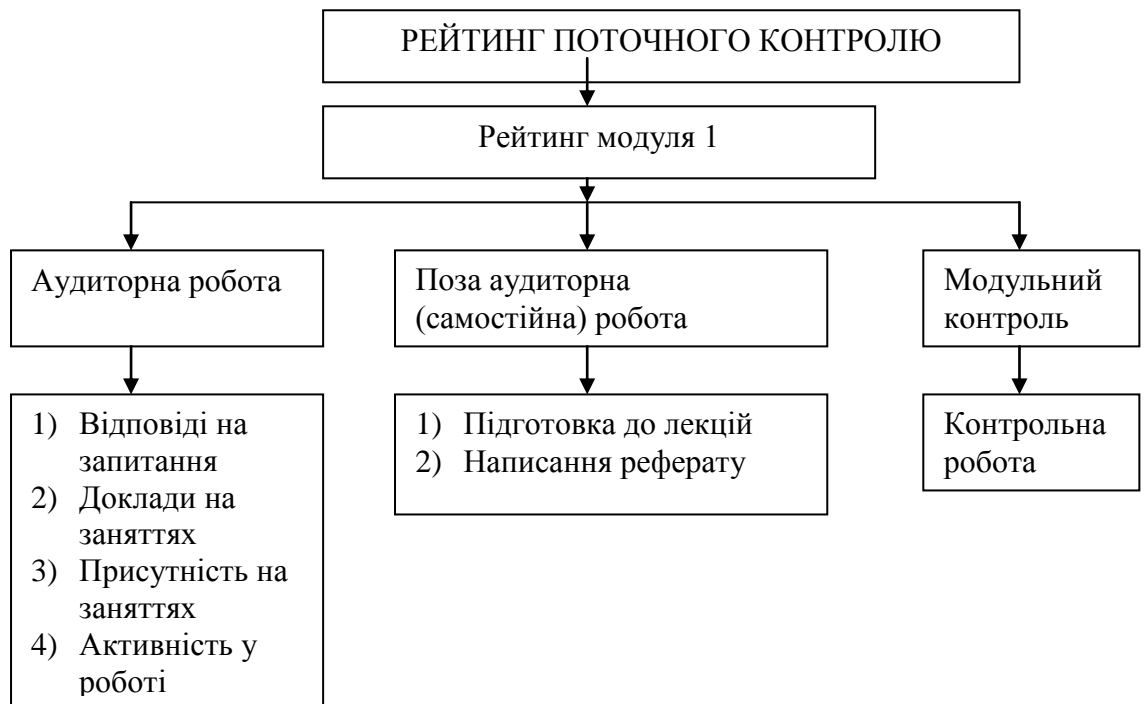 РЕЙТИНГ ПОТОЧНОГО КОНТРОЛЮ
Рейтинг модуля 1
Аудиторна робота
Поза аудиторна
(самостійна) робота
Модульний
контроль
1) Відповіді на
запитання
2) Доклади на
заняттях
3) Присутність на
заняттях
4) Активність у
роботі
1) Підготовка до лекцій
2) Написання реферату
Контрольна
робота